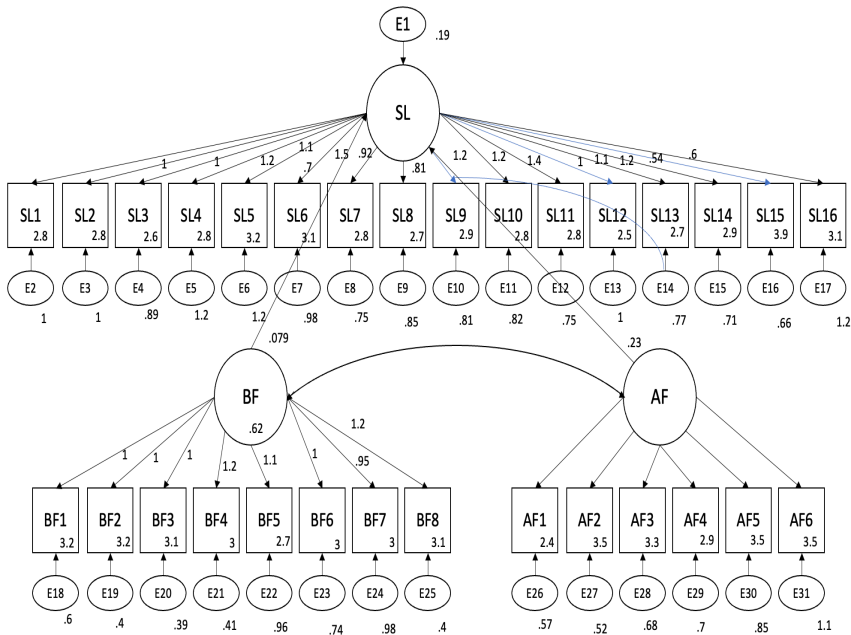 E1
.19
SL
1
1
1.2
1.1
.7
1.5
.92
.81
1.2
1.2
1.4
1
1.1
1.2
.54
.6
SL1 SL2 SL3 SL4 SL5 SL6 SL7 SL8 SL9 SL10 SL11 SL12 SL13 SL14 SL15 SL16
2.8 2.8 2.6 2.8 3.2 3.1 2.8 2.7 2.9 2.8 2.8 2.5 2.7 2.9 3.9 3.1
E2 E3 E4 E5 E6 E7 E8 E9 E10 E11 E12 E13 E14 E15 E16 E17
1 1 .89 1.2 1.2 .98 .75 .85 .81 .82 .75 1 .77 .71 .66 1.2
.079
.23
BF
.62
AF
1 1 1 1.2 1.1 1 .95 1.2
BF1 BF2 BF3 BF4 BF5 BF6 BF7 BF8
3.2 3.2 3.1 3 2.7 3 3 3.1
AF1 AF2 AF3 AF4 AF5 AF6
2.4 3.5 3.3 2.9 3.5 3.5
E18 E19 E20 E21 E22 E23 E24 E25
.6 .4 .39 .41 .96 .74 .98 .4
E26 E27 E28 E29 E30 E31
.57 .52 .68 .7 .85 1.1